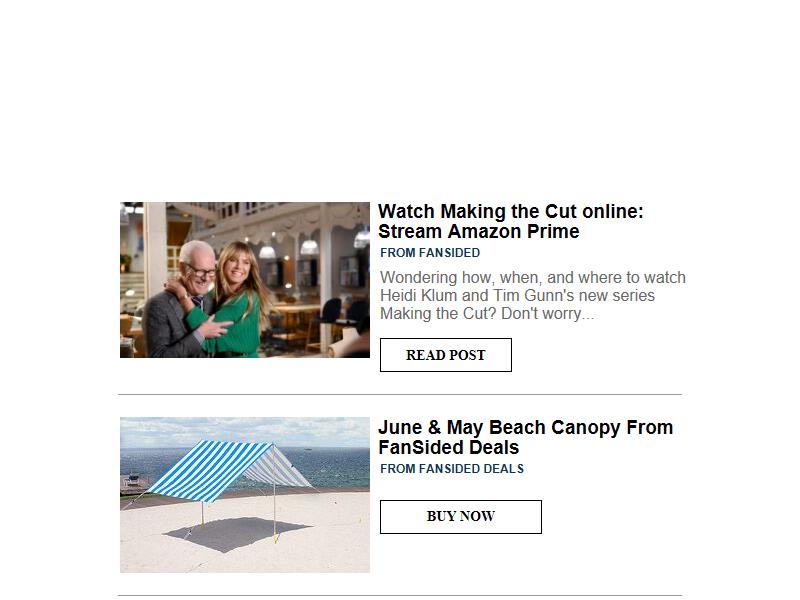 Watch Making the Cut online:
Stream Amazon Prime
FROM FANSIDED
Wondering how, when, and where to watch
Heidi Klum and Tim Gunn's new series
Making the Cut? Don't worry...
READ POST
June & May Beach Canopy From
FanSided Deals
FROM FANSIDED DEALS
BUY NOW